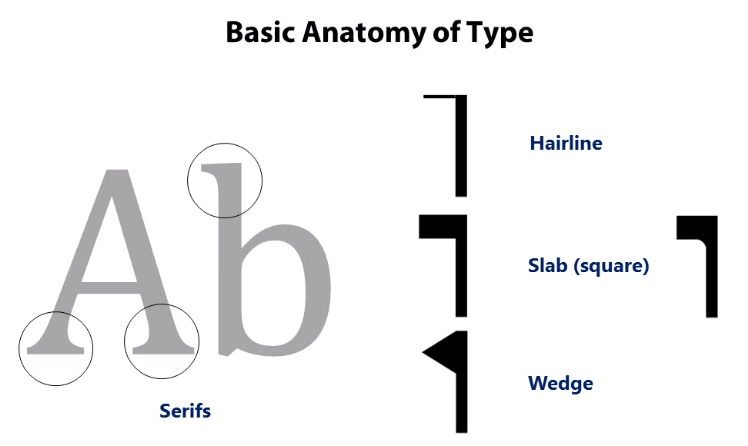 Basic Anatomy of Type
Ab
Serifs
Hairline
Slab (square)
Wedge